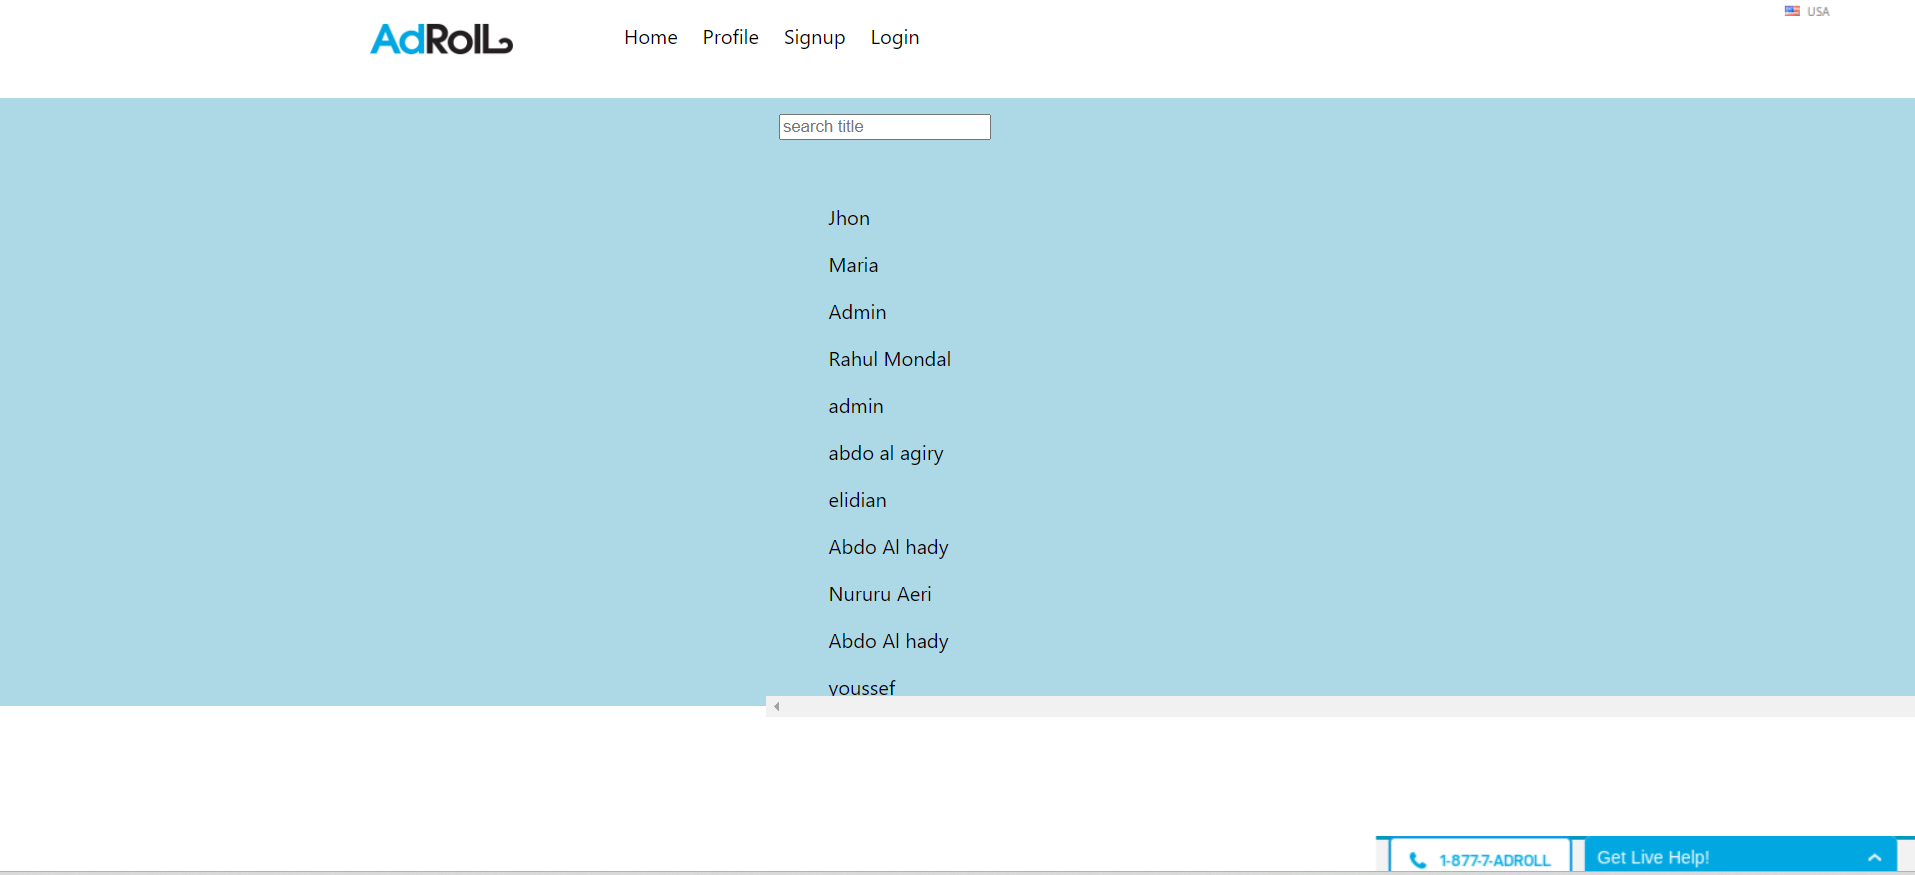 USA
AdRoll
Home Profile Signup Login
search title
Jhon
Maria
Admin
Rahul Mondal
admin
abdo al agiry
elidian
Abdo Al hady
Nururu Aeri
Abdo Al hady
youssef
1-877-7-ADROLL
Get Live Help!